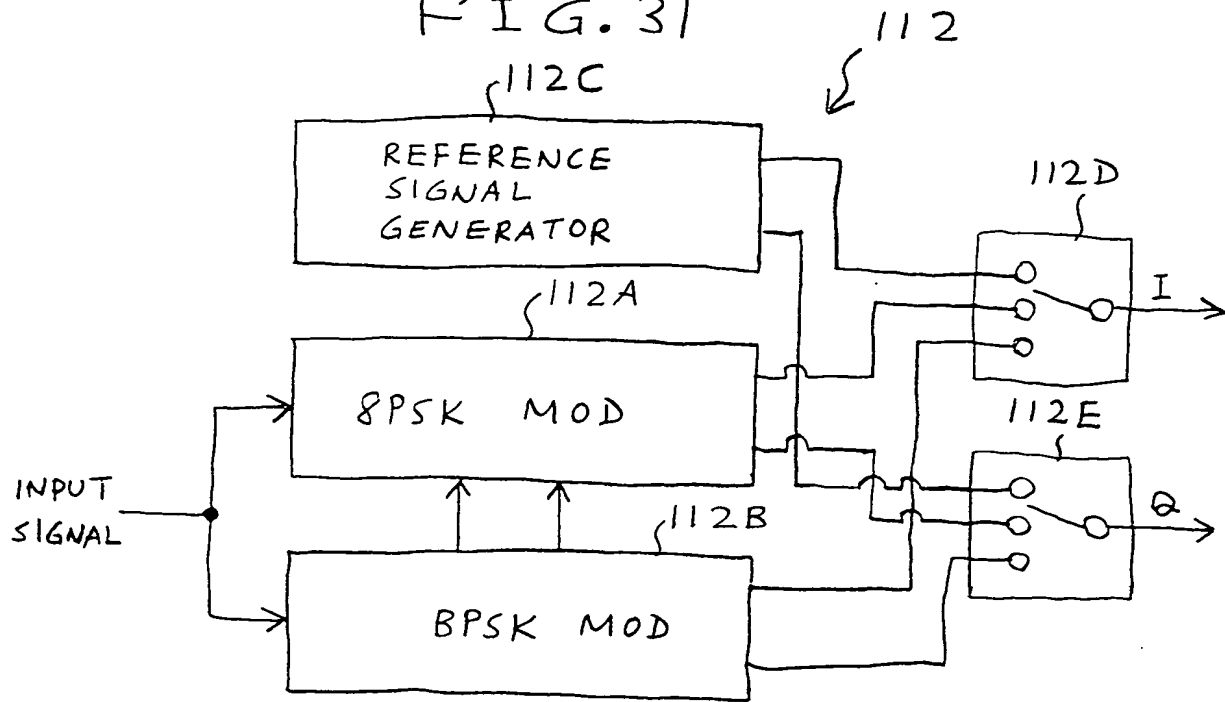 FIG. 31
112
112C
REFERENCE
SIGNAL
GENERATOR
112D
I
112A
8PSK MOD
112E
Q
INPUT
SIGNAL
112B
BPSK MOD